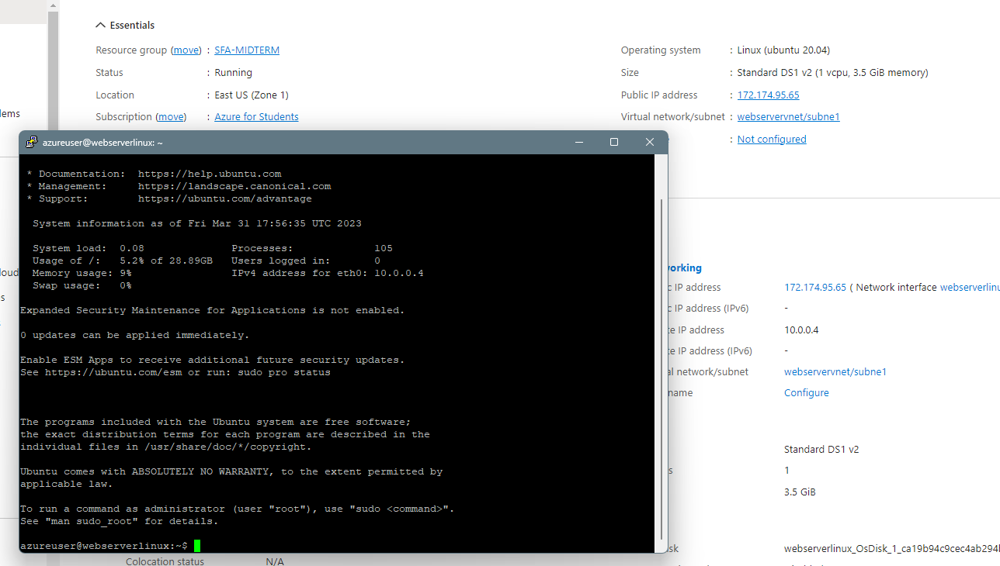 Essentials
Resource group (move) : SFA-MIDTERM
Status : Running
Location : East US (Zone 1)
Subscription (move) : Azure for Students
Operating system : Linux (ubuntu 20.04)
Size : Standard DS1 v2 (1 vcpu, 3.5 GiB memory)
Public IP address : 172.174.95.65
Virtual network/subnet : webservervnet/subne1
: Not configured
lems
loud
s
azureuser@webserverlinux: ~
* Documentation: https://help.ubuntu.com
* Management: https://landscape.canonical.com
* Support: https://ubuntu.com/advantage
System information as of Fri Mar 31 17:56:35 UTC 2023
System load: 0.08 Processes: 105
Usage of /: 5.2% of 28.89GB Users logged in: 0
Memory usage: 9% IPv4 address for eth0: 10.0.0.4
Swap usage: 0%
Expanded Security Maintenance for Applications is not enabled.
0 updates can be applied immediately.
Enable ESM Apps to receive additional future security updates.
See https://ubuntu.com/esm or run: sudo pro status
The programs included with the Ubuntu system are free software;
the exact distribution terms for each program are described in the
individual files in /usr/share/doc/*/copyright.
Ubuntu comes with ABSOLUTELY NO WARRANTY, to the extent permitted by
applicable law.
To run a command as administrator (user "root"), use "sudo <command>".
See "man sudo_root" for details.
azureuser@webserverlinux:~$
orking
c IP address 172.174.95.65 ( Network interface webserverlinu
c IP address (IPv6) -
te IP address 10.0.0.4
te IP address (IPv6) -
al network/subnet webservervnet/subne1
name Configure
Standard DS1 v2
s 1
3.5 GiB
sk webserverlinux_OsDisk_1_ca19b94c9cec4ab294
Colocation status N/A